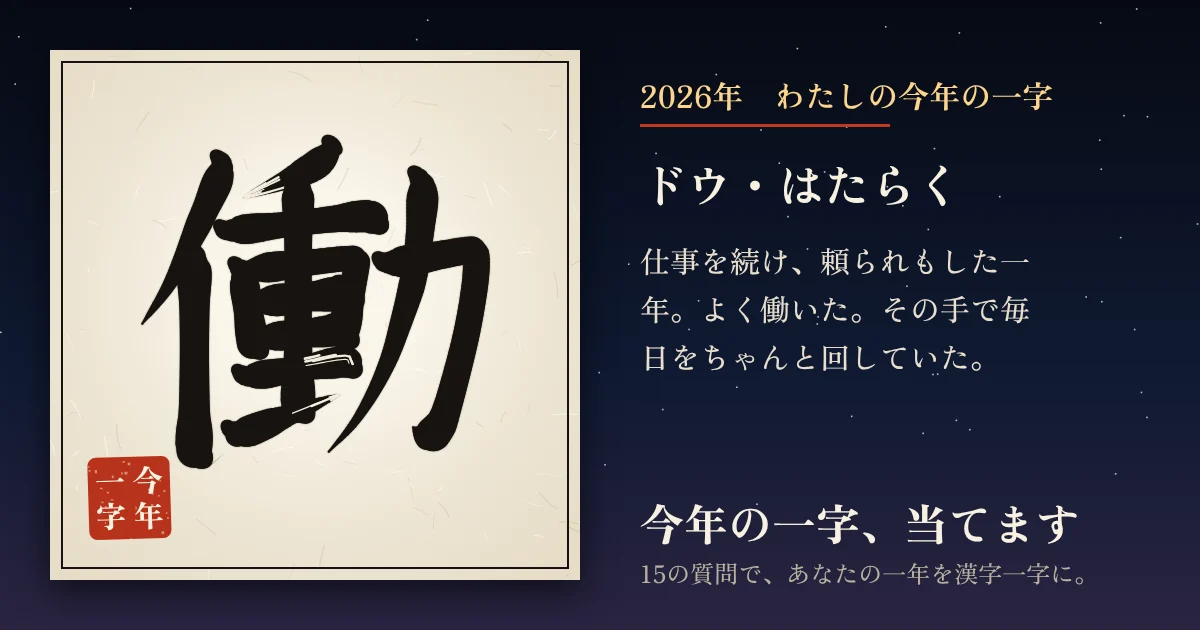 働
今年
一字
2026年　わたしの今年の一字
ドウ・はたらく
仕事を続け、頼られもした一
年。よく働いた。その手で毎
日をちゃんと回していた。
今年の一字、当てます
15の質問で、あなたの一年を漢字一字に。